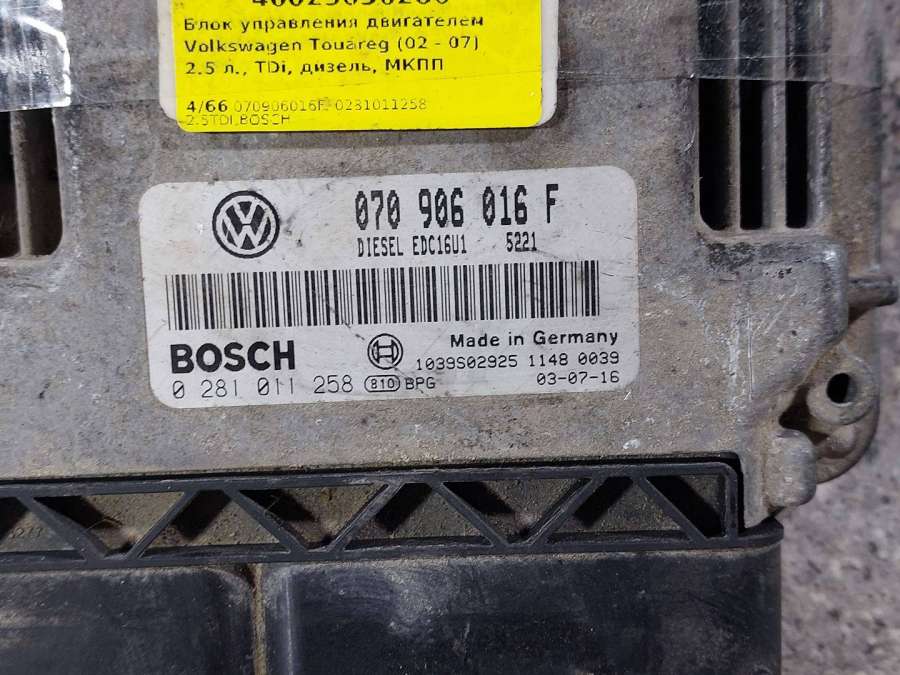 Блок управления двигателем
Volkswagen Touareg (02 - 07)
2.5 л., TDi, дизель, МКПП
4/66 070906016F 0281011258
2.5TDI,BOSCH
070 906 016 F
DIESEL EDC16U1 5221
BOSCH
Made in Germany
1039S02925 1148 0039
0 281 011 258 810 BPG
03-07-16